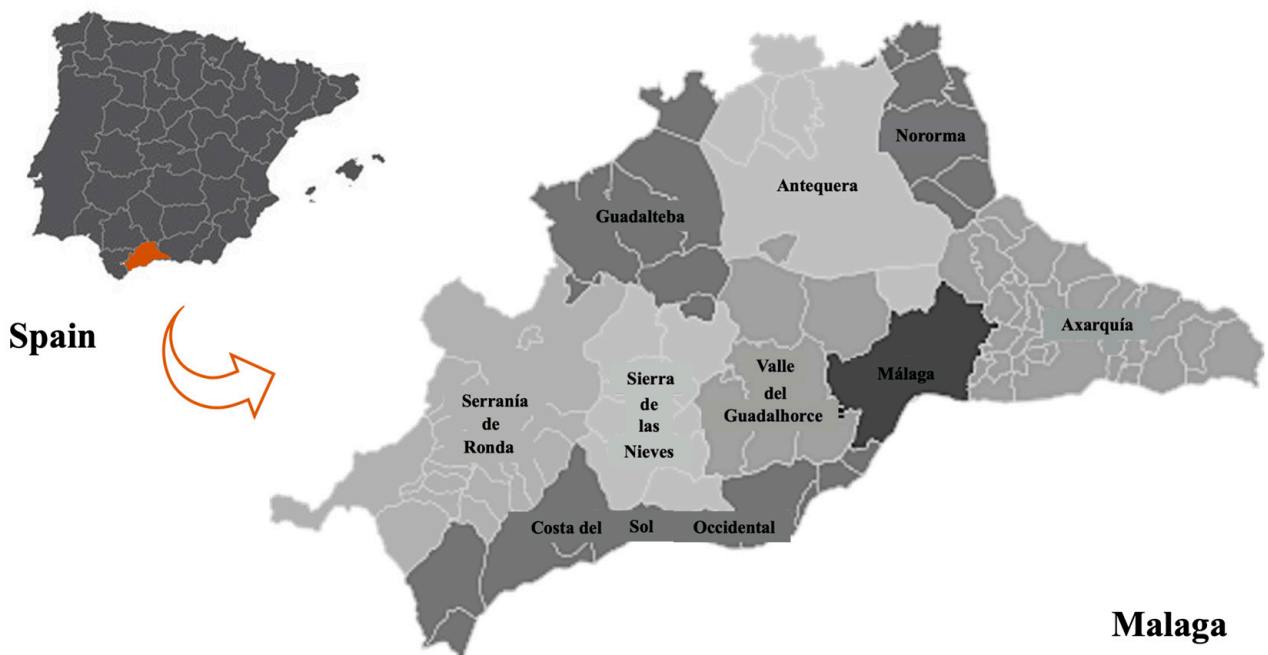 Spain
Nororma
Antequera
Guadalteba
Axarquía
Málaga
Valle
del
Guadalhorce
Sierra
de
las
Nieves
Serranía
de
Ronda
Costa del Sol Occidental
Malaga